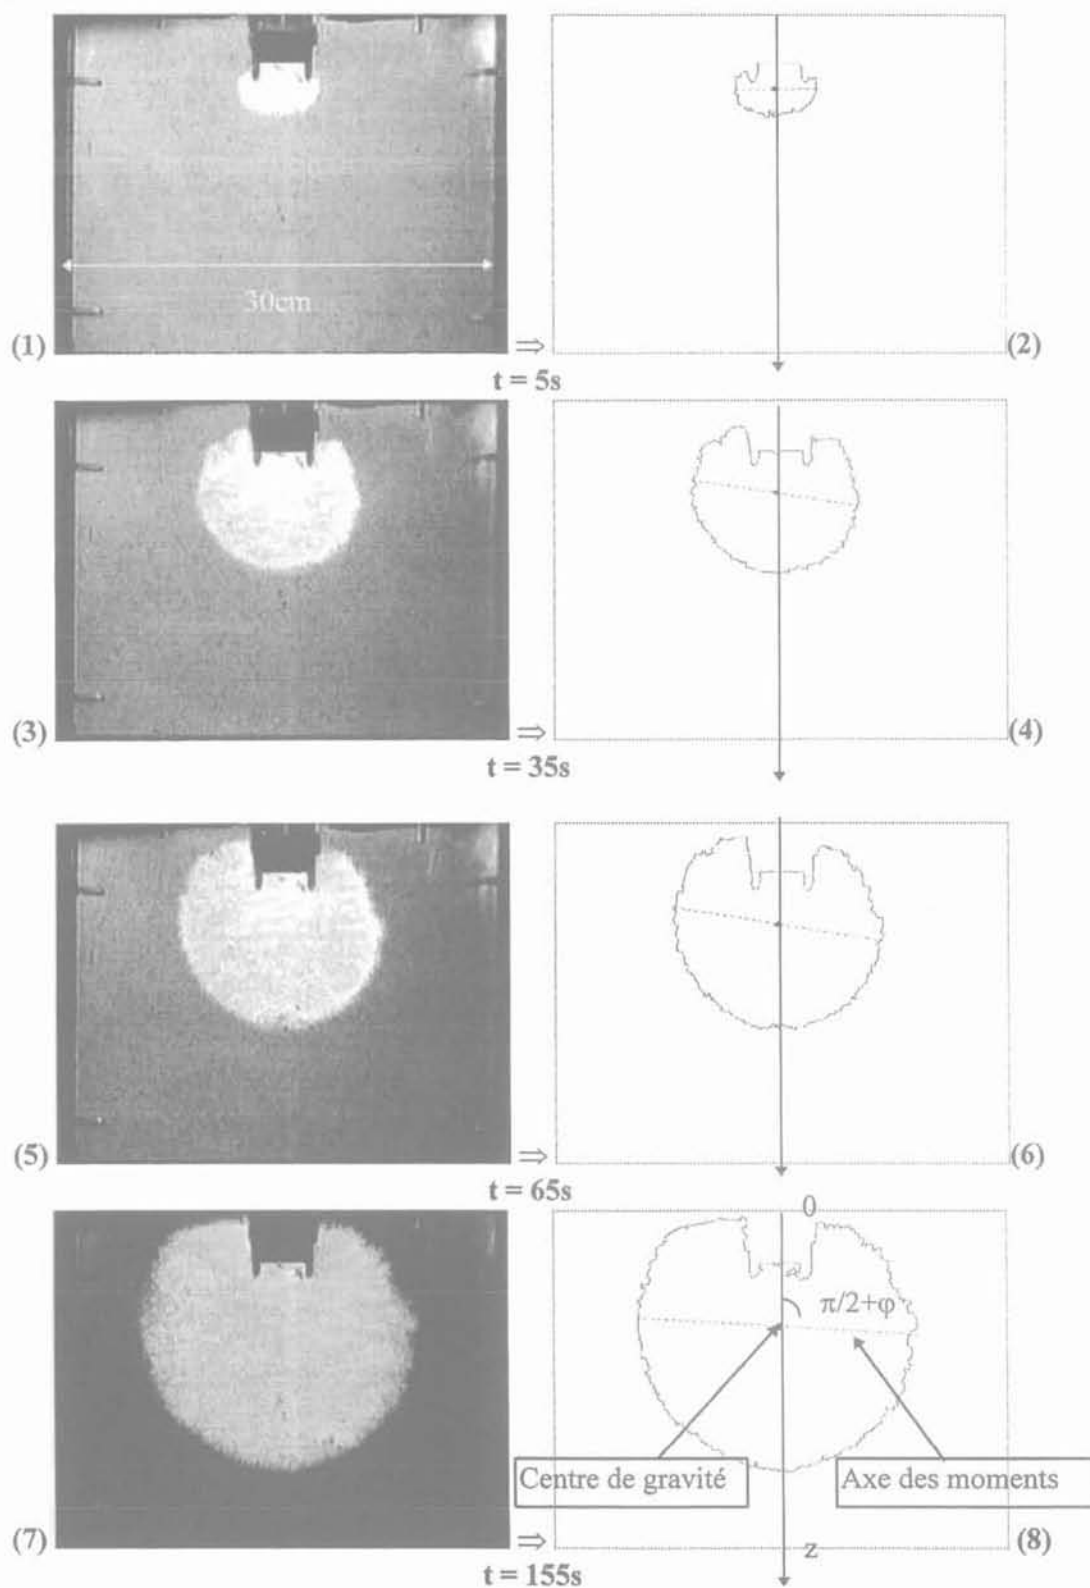 30cm
(1) ⇒ (2)
t = 5s
(3) ⇒ (4)
t = 35s
(5) ⇒ (6)
t = 65s
0
π/2+φ
Centre de gravité
Axe des moments
(7) ⇒ (8)
z
t = 155s